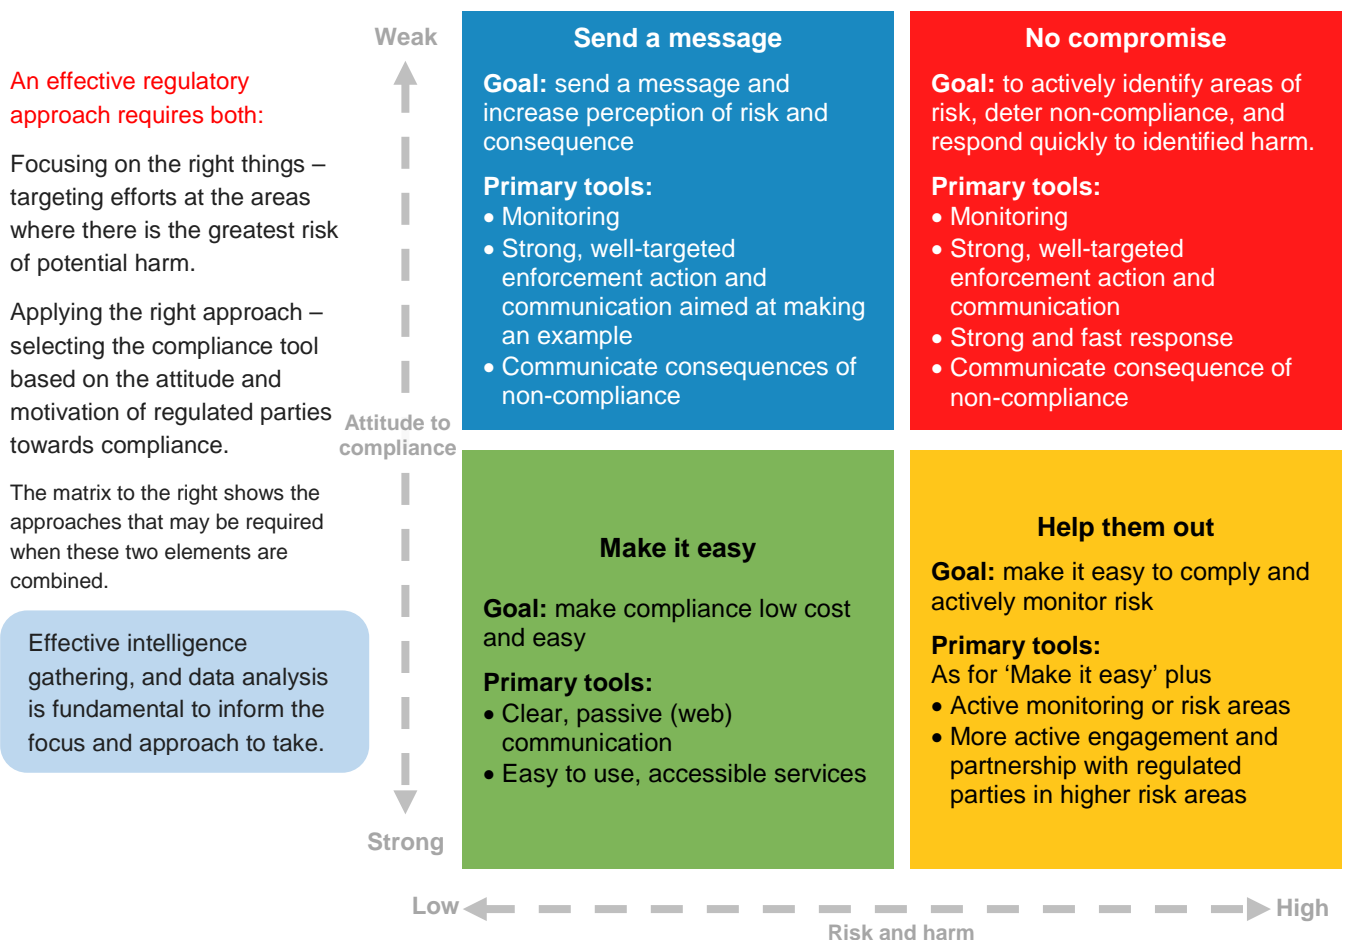 An effective regulatory
approach requires both:
Focusing on the right things –
targeting efforts at the areas
where there is the greatest risk
of potential harm.
Applying the right approach –
selecting the compliance tool
based on the attitude and
motivation of regulated parties
towards compliance.
The matrix to the right shows the
approaches that may be required
when these two elements are
combined.
Effective intelligence
gathering, and data analysis
is fundamental to inform the
focus and approach to take.
Weak
Attitude to
compliance
Strong
Send a message
Goal: send a message and
increase perception of risk and
consequence
Primary tools:
• Monitoring
• Strong, well-targeted
enforcement action and
communication aimed at making
an example
• Communicate consequences of
non-compliance
No compromise
Goal: to actively identify areas of
risk, deter non-compliance, and
respond quickly to identified harm.
Primary tools:
• Monitoring
• Strong, well-targeted
enforcement action and
communication
• Strong and fast response
• Communicate consequence of
non-compliance
Make it easy
Goal: make compliance low cost
and easy
Primary tools:
• Clear, passive (web)
communication
• Easy to use, accessible services
Help them out
Goal: make it easy to comply and
actively monitor risk
Primary tools:
As for ‘Make it easy’ plus
• Active monitoring or risk areas
• More active engagement and
partnership with regulated
parties in higher risk areas
Low
High
Risk and harm